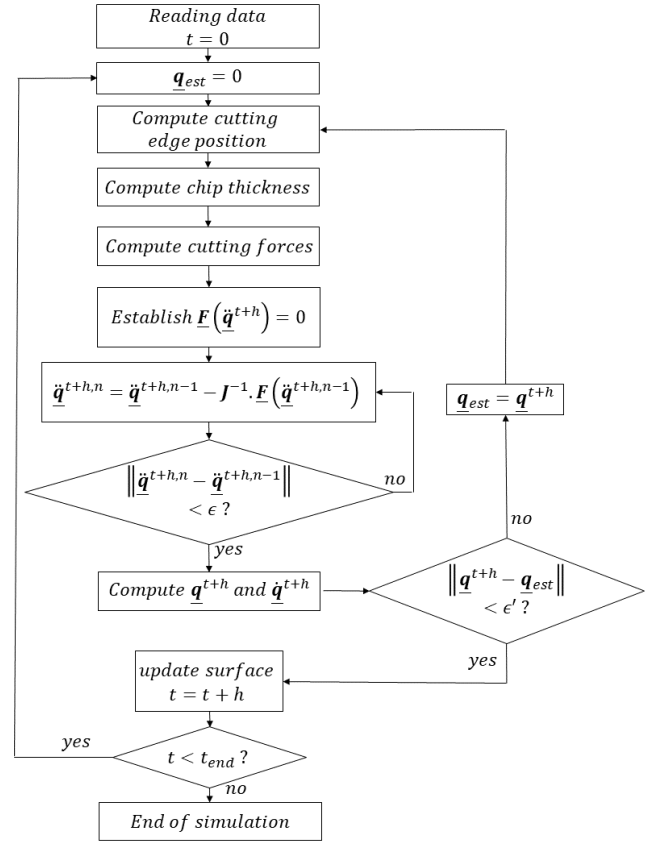 Reading data
t = 0
q_est = 0
Compute cutting
edge position
Compute chip thickness
Compute cutting forces
Establish F(q̈^{t+h}) = 0
q̈^{t+h,n} = q̈^{t+h,n−1} − J^{−1}. F(q̈^{t+h,n−1})
q_est = q^{t+h}
‖q̈^{t+h,n} − q̈^{t+h,n−1}‖
< ϵ ?
no
yes
no
Compute q^{t+h} and q̇^{t+h}
‖q^{t+h} − q_est‖
< ϵ′ ?
yes
update surface
t = t + h
yes
t < t_end ?
no
End of simulation